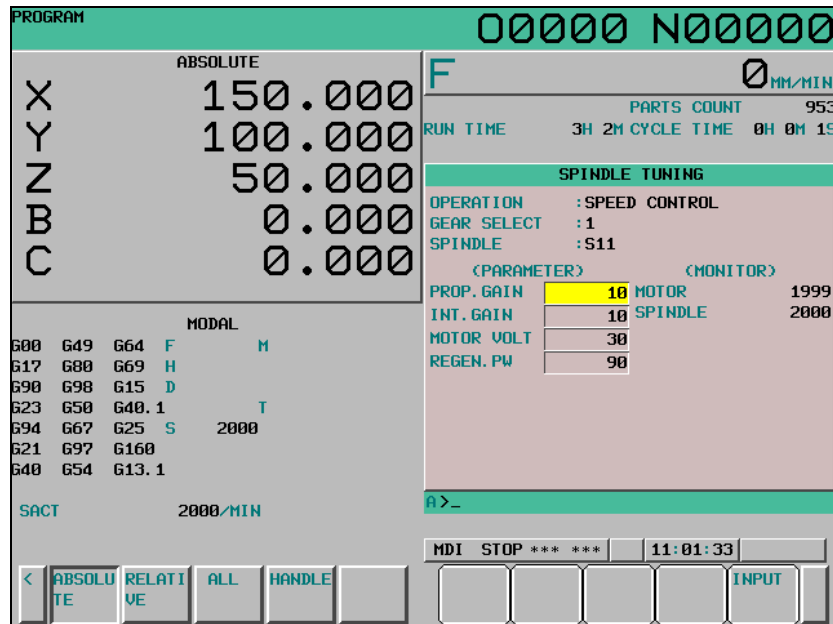 PROGRAM O0000 N00000
ABSOLUTE
X 150.000
Y 100.000
Z 50.000
B 0.000
C 0.000
F 0 MM/MIN
PARTS COUNT 953
RUN TIME 3H 2M CYCLE TIME 0H 0M 1S
SPINDLE TUNING
OPERATION :SPEED CONTROL
GEAR SELECT :1
SPINDLE :S11
(PARAMETER) (MONITOR)
PROP.GAIN 10 MOTOR 1999
INT.GAIN 10 SPINDLE 2000
MOTOR VOLT 30
REGEN.PW 90
MODAL
G00 G49 G64 F M
G17 G80 G69 H
G90 G98 G15 D
G23 G50 G40.1 T
G94 G67 G25 S 2000
G21 G97 G160
G40 G54 G13.1
SACT 2000/MIN
A>_
MDI STOP *** *** 11:01:33
< ABSOLUTE RELATIVE ALL HANDLE INPUT